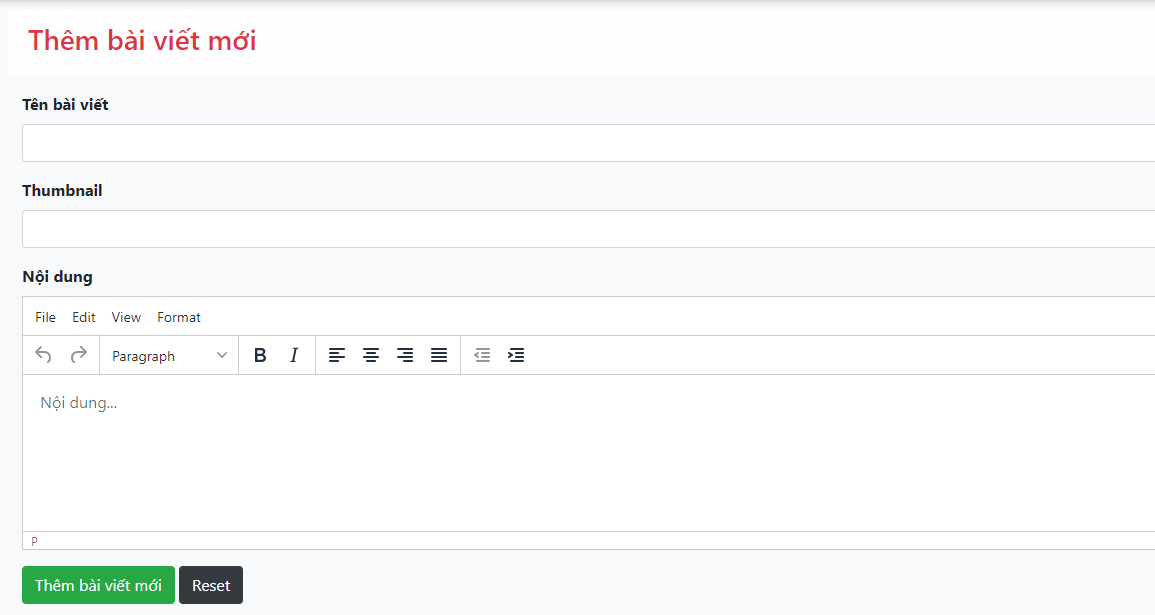 Thêm bài viết mới
Tên bài viết
Thumbnail
Nội dung
File Edit View Format
Paragraph B I
Nội dung...
P
Thêm bài viết mới Reset